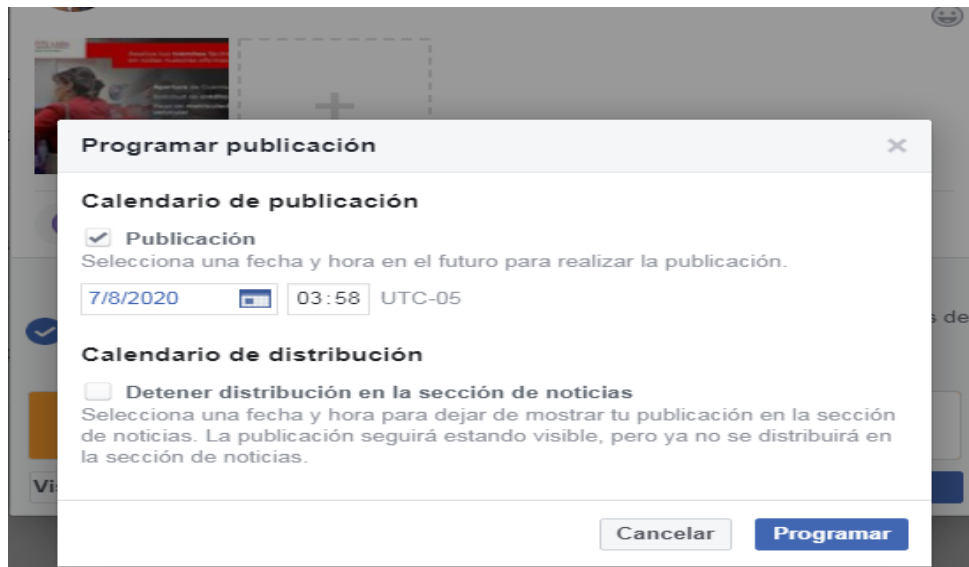 Programar publicación
Calendario de publicación
Publicación
Selecciona una fecha y hora en el futuro para realizar la publicación.
7/8/2020 03:58 UTC-05
s de
Calendario de distribución
Detener distribución en la sección de noticias
Selecciona una fecha y hora para dejar de mostrar tu publicación en la sección
de noticias. La publicación seguirá estando visible, pero ya no se distribuirá en
la sección de noticias.
Vi
Cancelar Programar